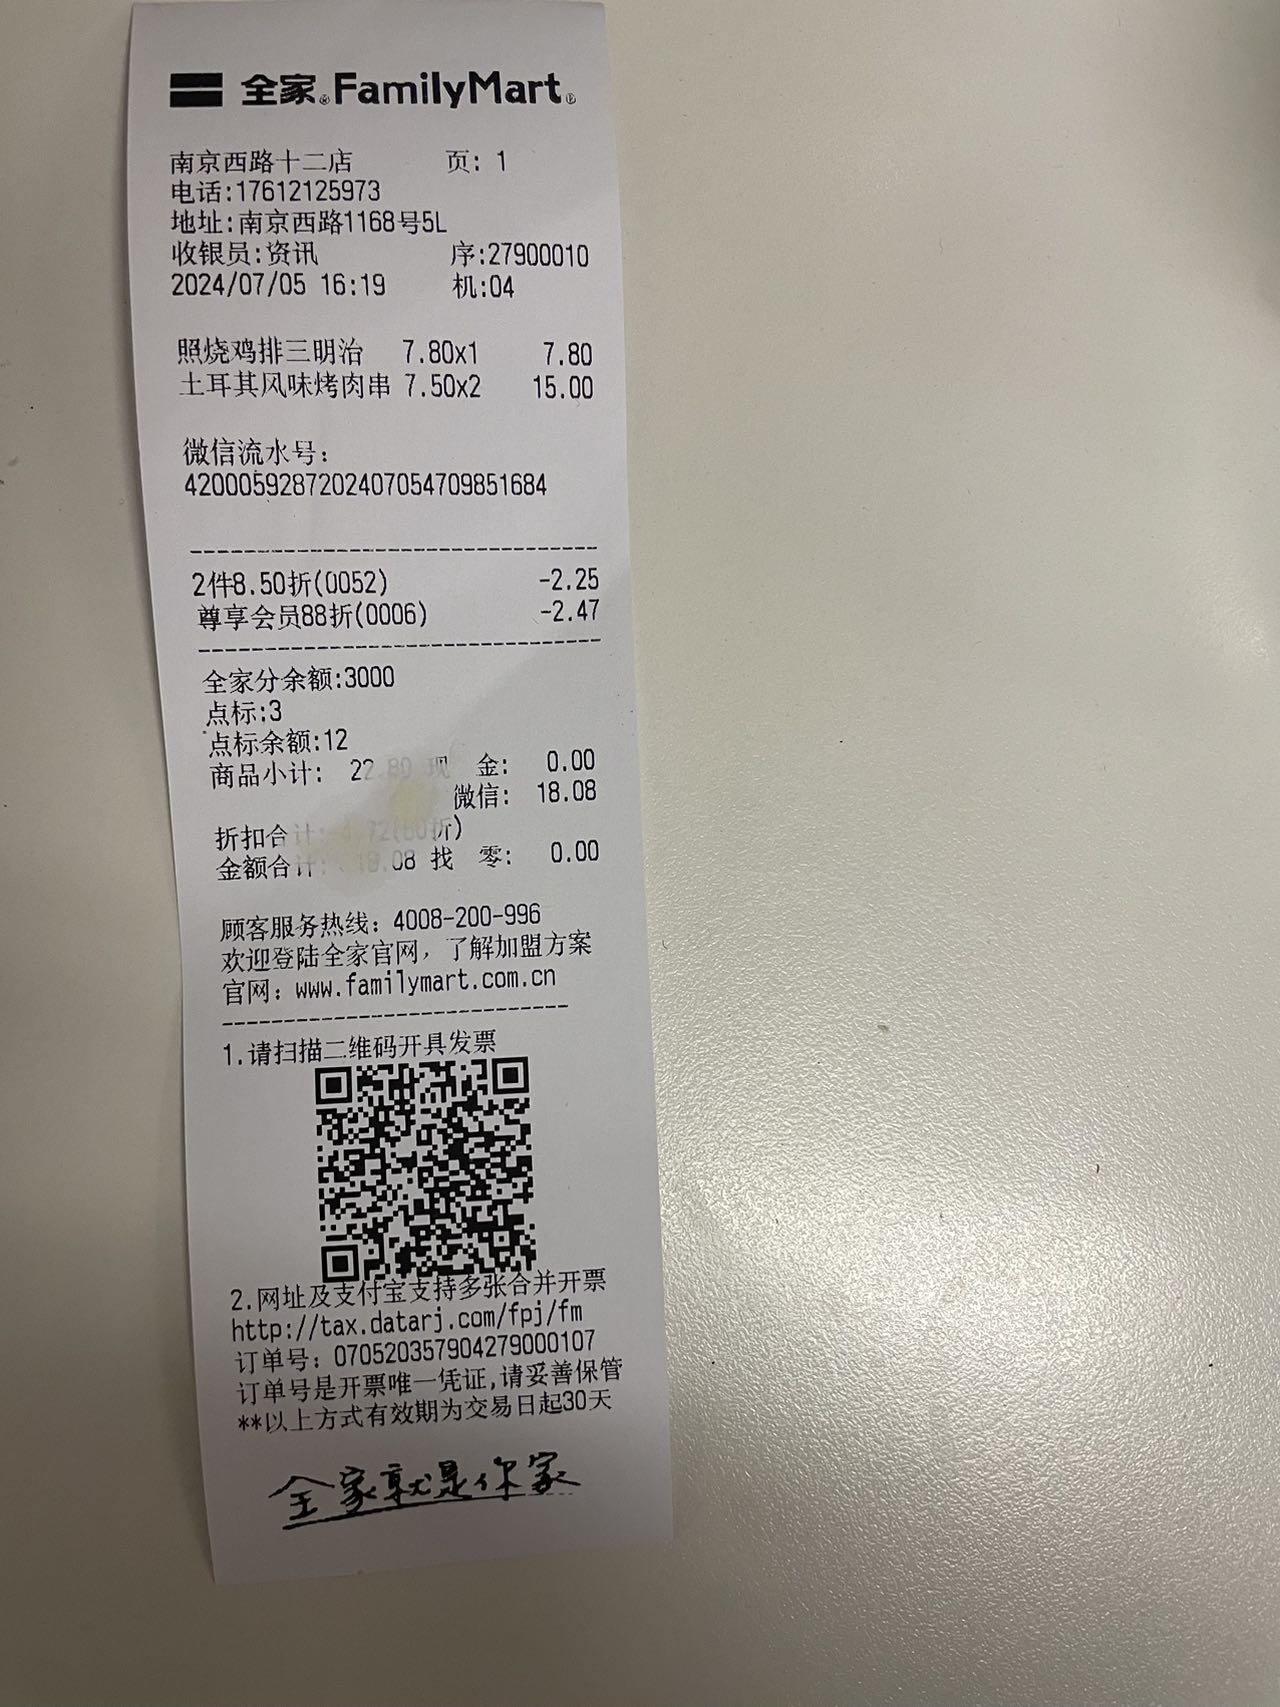 全家®FamilyMart®
南京西路十二店 页: 1
电话:17612125973
地址:南京西路1168号5L
收银员:资讯 序:27900010
2024/07/05 16:19 机:04
照烧鸡排三明治 7.80x1 7.80
土耳其风味烤肉串 7.50x2 15.00
微信流水号:
4200059287202407054709851684
2件8.50折(0052) -2.25
尊享会员88折(0006) -2.47
全家分余额:3000
点标:3
点标余额:12
商品小计: 22.80 现 金: 0.00
微信: 18.08
折扣合计: 4.72( 折)
金额合计: 18.08 找 零: 0.00
顾客服务热线: 4008-200-996
欢迎登陆全家官网, 了解加盟方案
官网: www.familymart.com.cn
1.请扫描二维码开具发票
2.网址及支付宝支持多张合并开票
http://tax.datarj.com/fpj/fm
订单号: 070520357904279000107
订单号是开票唯一凭证,请妥善保管
**以上方式有效期为交易日起30天
全家就是你家